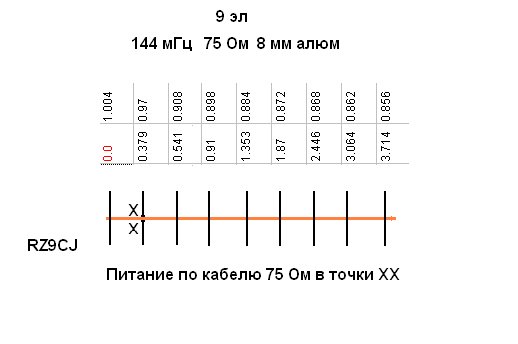 9 эл
144 мГц 75 Ом 8 мм алюм
1.004 0.97 0.908 0.898 0.884 0.872 0.868 0.862 0.856
0.0 0.379 0.541 0.91 1.353 1.87 2.446 3.064 3.714
X
X
RZ9CJ
Питание по кабелю 75 Ом в точки XX